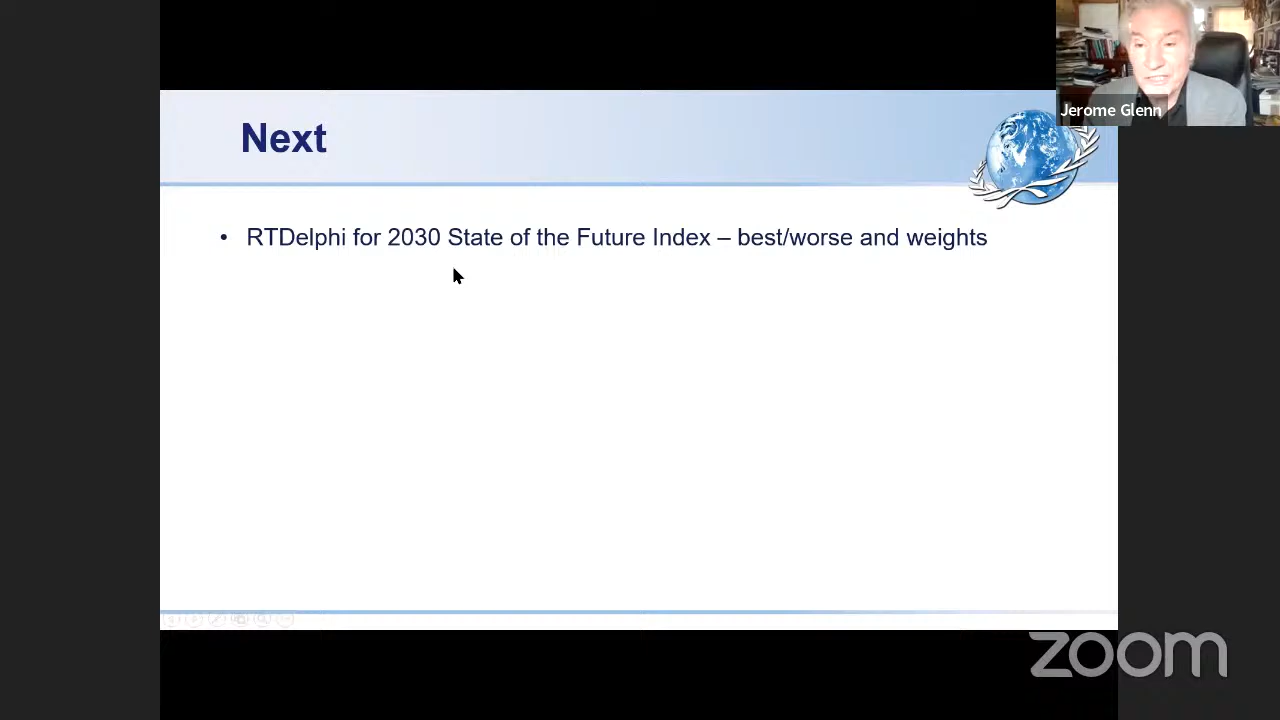 Jerome Glenn
Next
• RTDelphi for 2030 State of the Future Index – best/worse and weights
zoom